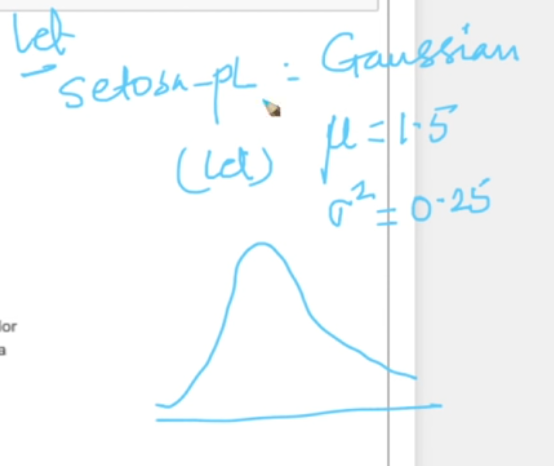 Let
setosa-pL : Gaussian
(let) μ = 1.5
σ² = 0.25
lor
a